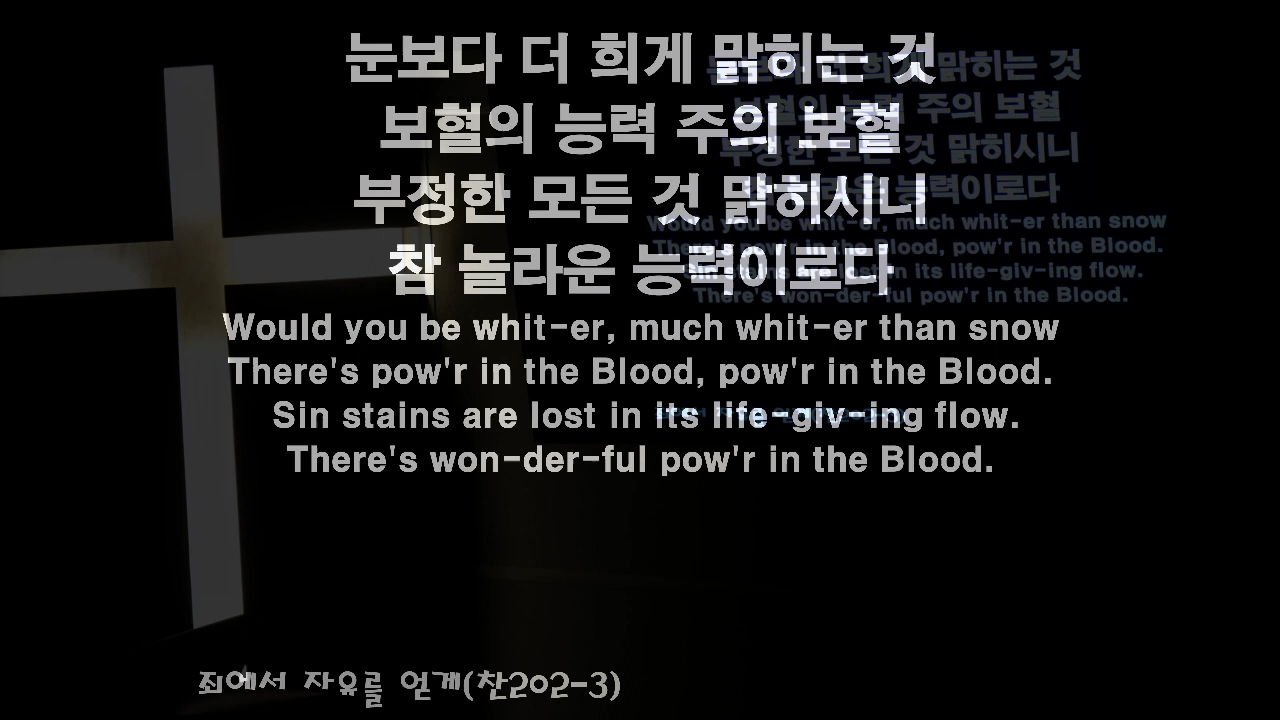 눈보다 더 희게 맑히는 것
보혈의 능력 주의 보혈
부정한 모든 것 맑히시니
참 놀라운 능력이로다
Would you be whit-er, much whit-er than snow
There's pow'r in the Blood, pow'r in the Blood.
Sin stains are lost in its life-giv-ing flow.
There's won-der-ful pow'r in the Blood.
죄에서 자유를 얻게(찬202-3)